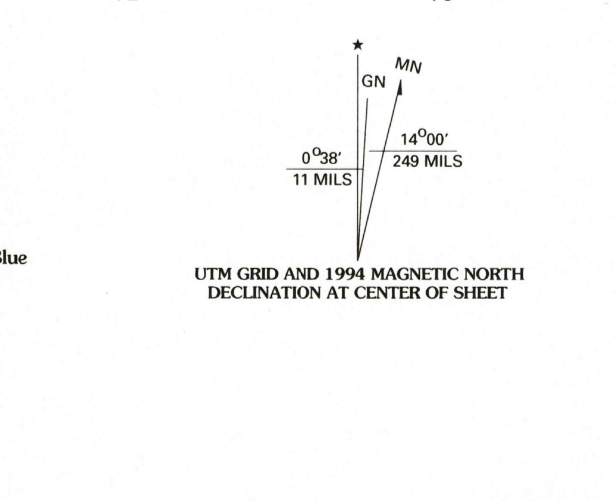 ★
GN
MN
0°38'
11 MILS
14°00'
249 MILS
UTM GRID AND 1994 MAGNETIC NORTH
DECLINATION AT CENTER OF SHEET